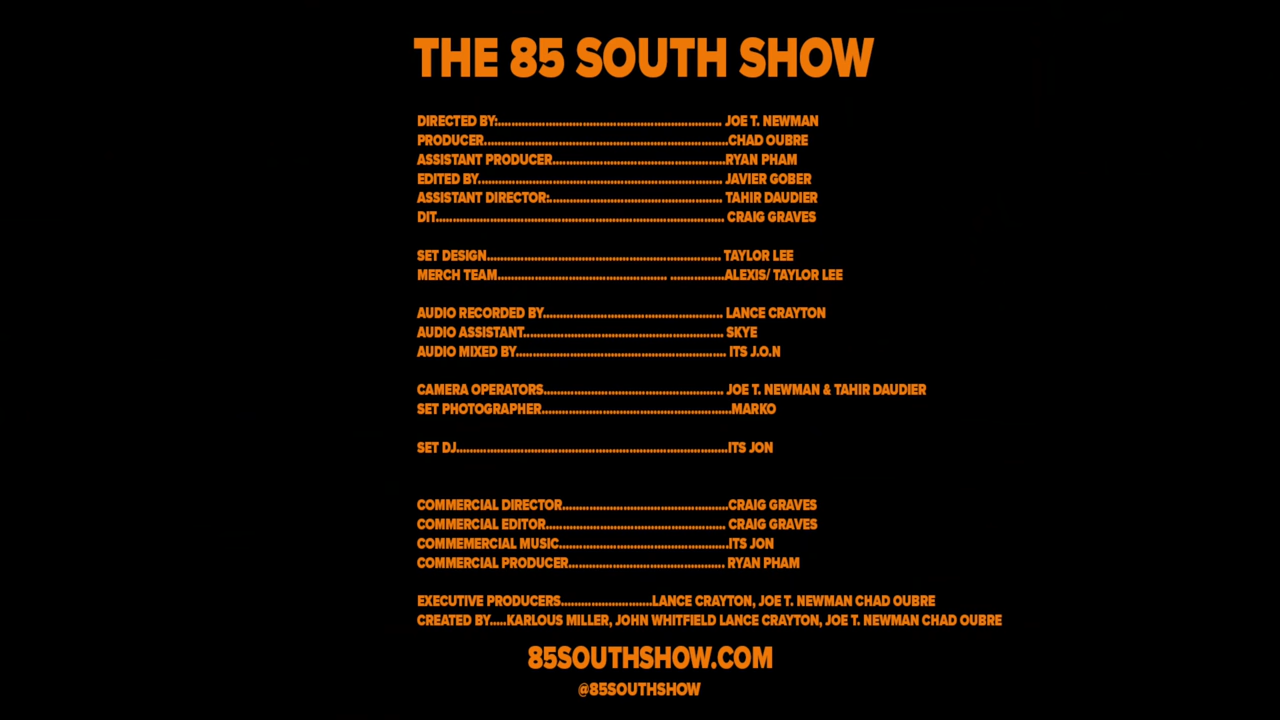 THE 85 SOUTH SHOW
DIRECTED BY:.................................................................. JOE T. NEWMAN
PRODUCER........................................................................CHAD OUBRE
ASSISTANT PRODUCER...................................................RYAN PHAM
EDITED BY........................................................................ JAVIER GOBER
ASSISTANT DIRECTOR:................................................... TAHIR DAUDIER
DIT..................................................................................... CRAIG GRAVES
SET DESIGN..................................................................... TAYLOR LEE
MERCH TEAM.................................................. ................ALEXIS/ TAYLOR LEE
AUDIO RECORDED BY..................................................... LANCE CRAYTON
AUDIO ASSISTANT........................................................... SKYE
AUDIO MIXED BY.............................................................. ITS J.O.N
CAMERA OPERATORS..................................................... JOE T. NEWMAN & TAHIR DAUDIER
SET PHOTOGRAPHER........................................................MARKO
SET DJ................................................................................ITS JON
COMMERCIAL DIRECTOR.................................................CRAIG GRAVES
COMMERCIAL EDITOR..................................................... CRAIG GRAVES
COMMEMERCIAL MUSIC..................................................ITS JON
COMMERCIAL PRODUCER.............................................. RYAN PHAM
EXECUTIVE PRODUCERS...........................LANCE CRAYTON, JOE T. NEWMAN CHAD OUBRE
CREATED BY.....KARLOUS MILLER, JOHN WHITFIELD LANCE CRAYTON, JOE T. NEWMAN CHAD OUBRE
85SOUTHSHOW.COM
@85SOUTHSHOW